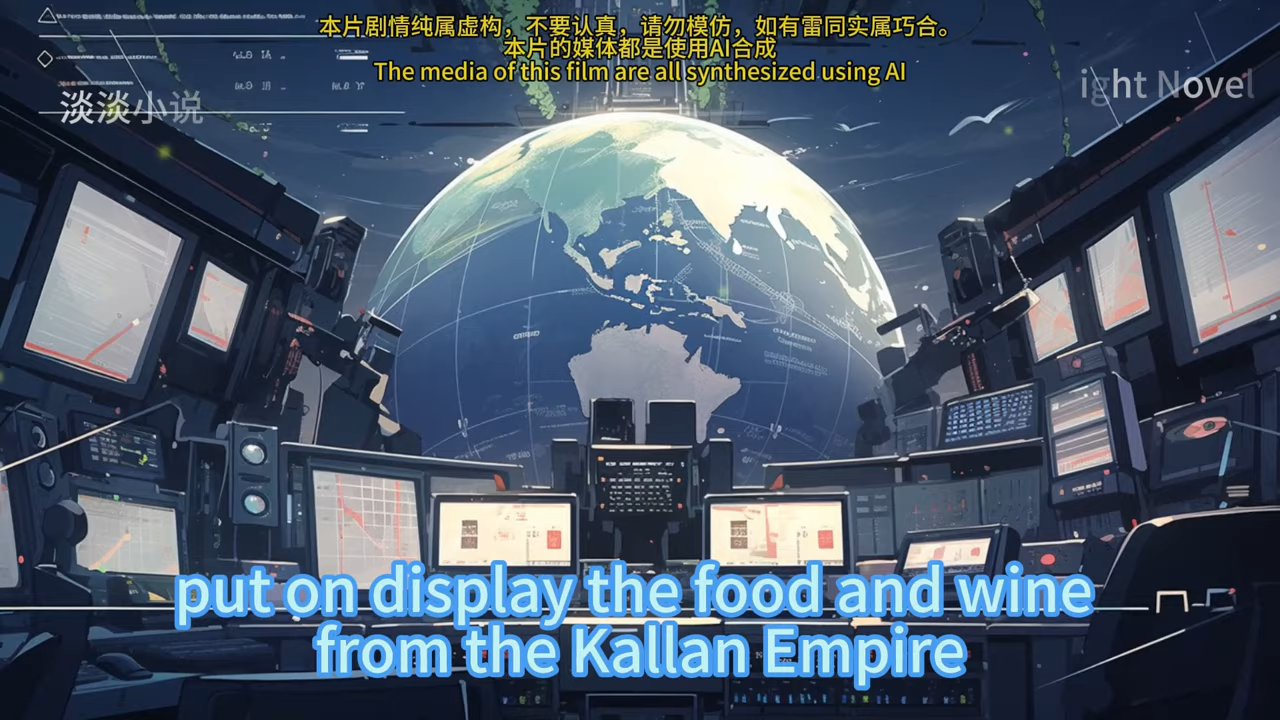 本片剧情纯属虚构，不要认真，请勿模仿，如有雷同实属巧合。
本片的媒体都是使用AI合成
The media of this film are all synthesized using AI
淡淡小说
ight Novel
put on display the food and wine
from the Kallan Empire